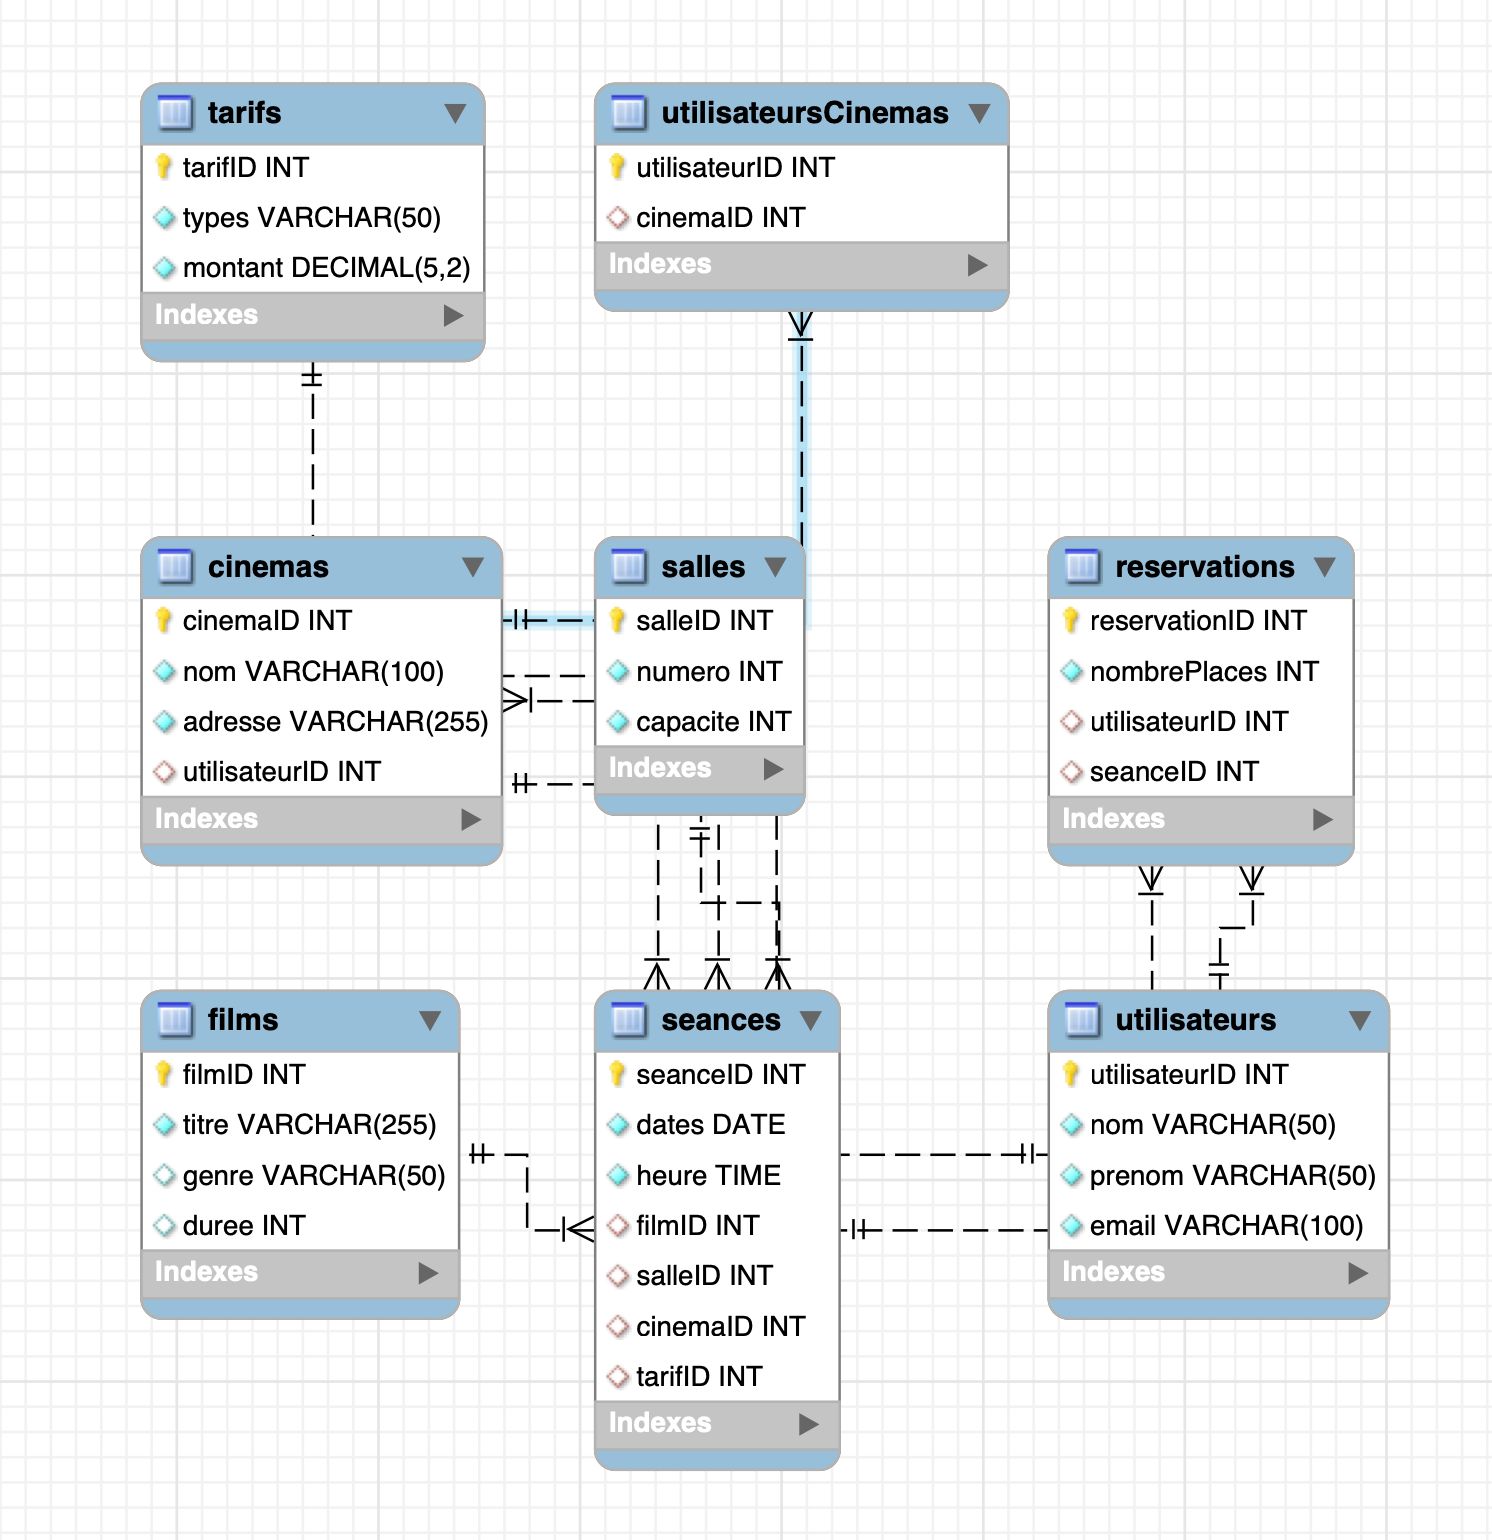 tarifs
tarifID INT
types VARCHAR(50)
montant DECIMAL(5,2)
Indexes
utilisateursCinemas
utilisateurID INT
cinemaID INT
Indexes
cinemas
cinemaID INT
nom VARCHAR(100)
adresse VARCHAR(255)
utilisateurID INT
Indexes
salles
salleID INT
numero INT
capacite INT
Indexes
reservations
reservationID INT
nombrePlaces INT
utilisateurID INT
seanceID INT
Indexes
films
filmID INT
titre VARCHAR(255)
genre VARCHAR(50)
duree INT
Indexes
seances
seanceID INT
dates DATE
heure TIME
filmID INT
salleID INT
cinemaID INT
tarifID INT
Indexes
utilisateurs
utilisateurID INT
nom VARCHAR(50)
prenom VARCHAR(50)
email VARCHAR(100)
Indexes